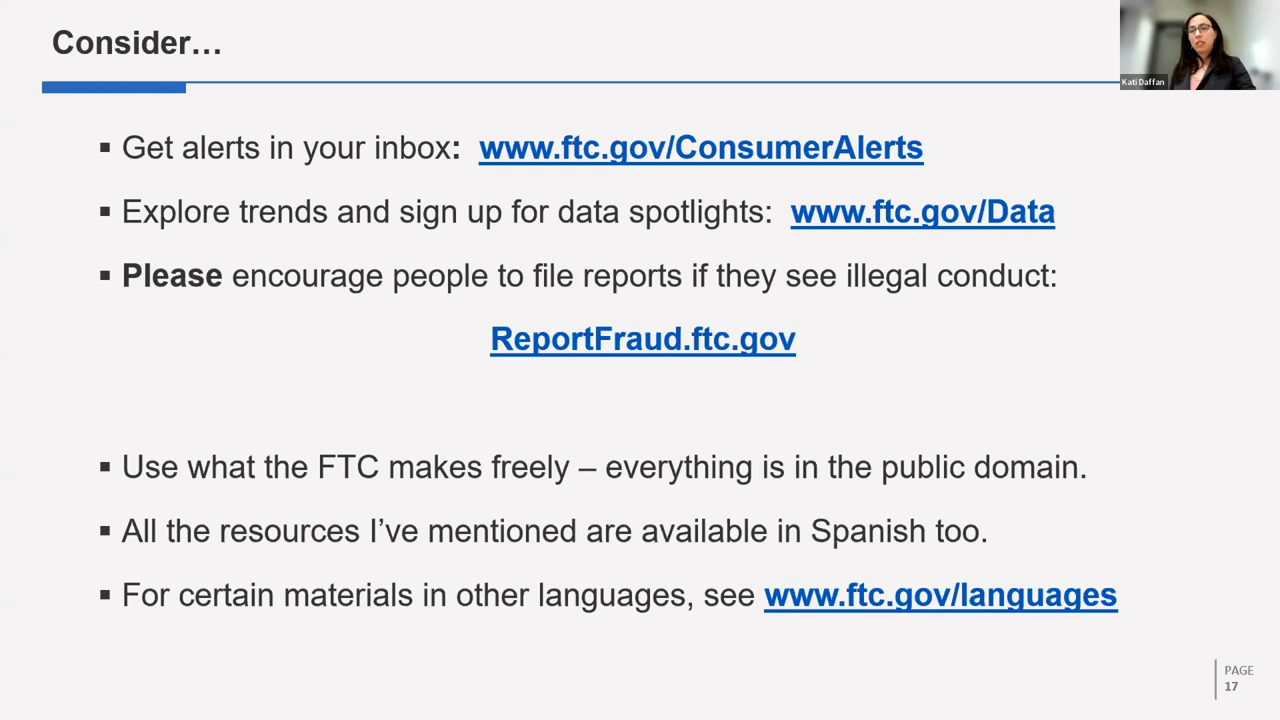 Consider…
Kati Daffan
▪ Get alerts in your inbox: www.ftc.gov/ConsumerAlerts
▪ Explore trends and sign up for data spotlights: www.ftc.gov/Data
▪ Please encourage people to file reports if they see illegal conduct:
ReportFraud.ftc.gov
▪ Use what the FTC makes freely – everything is in the public domain.
▪ All the resources I’ve mentioned are available in Spanish too.
▪ For certain materials in other languages, see www.ftc.gov/languages
PAGE
17